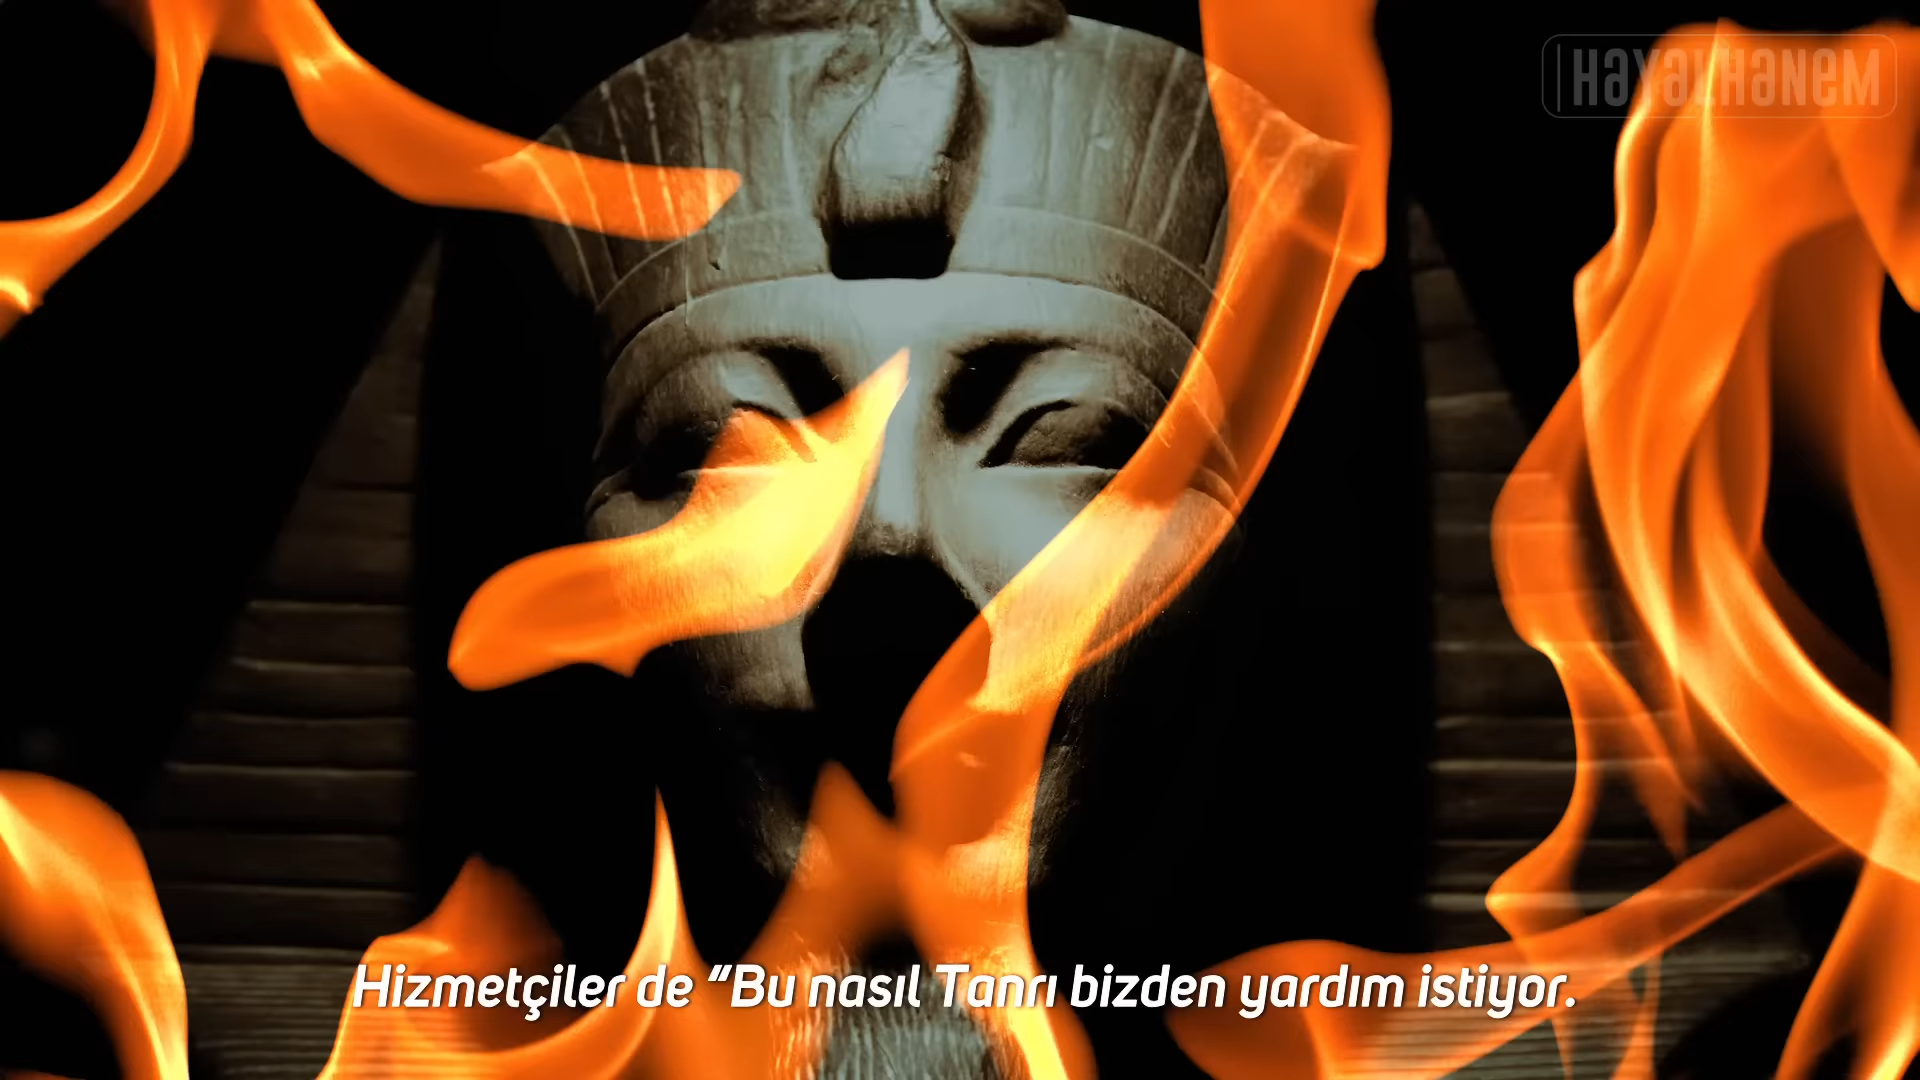 HAYALHANEM
Hizmetçiler de “Bu nasıl Tanrı bizden yardım istiyor.